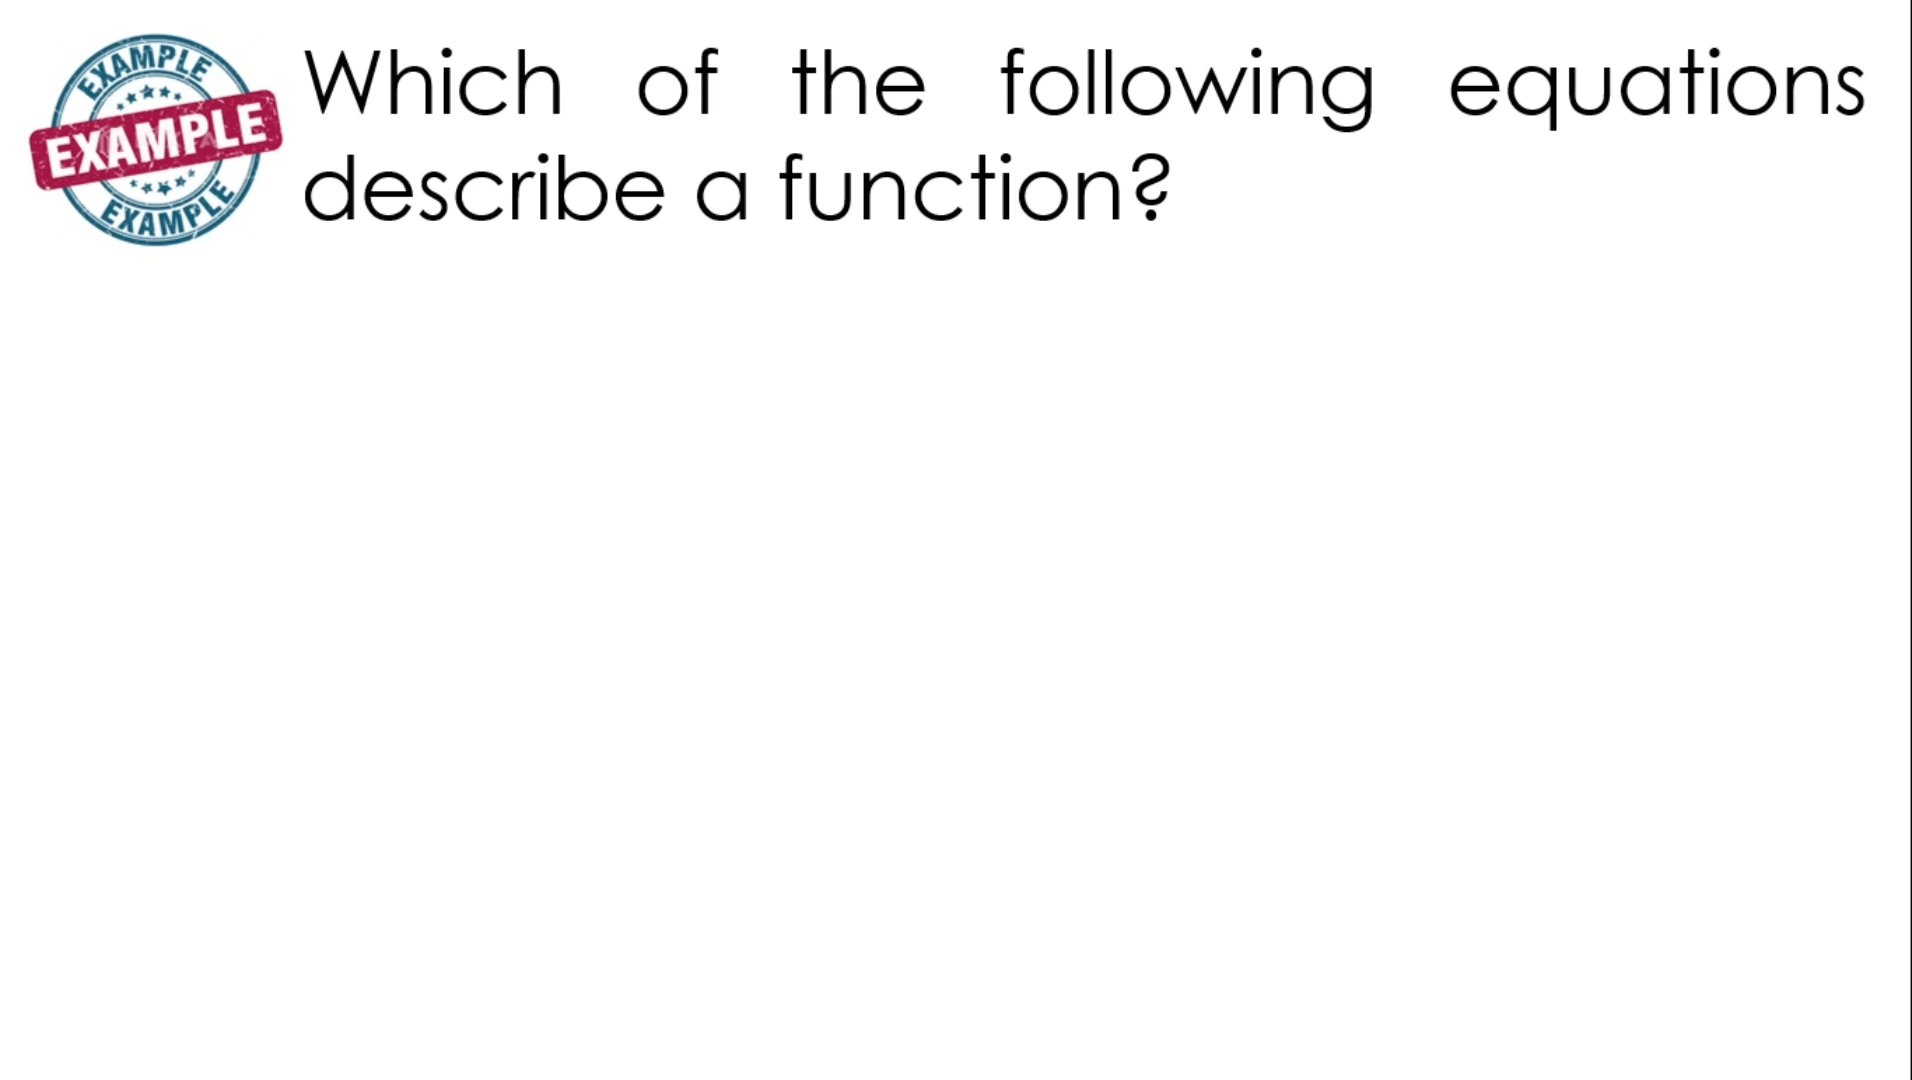 EXAMPLE
EXAMPLE
EXAMPLE
Which of the following equations
describe a function?